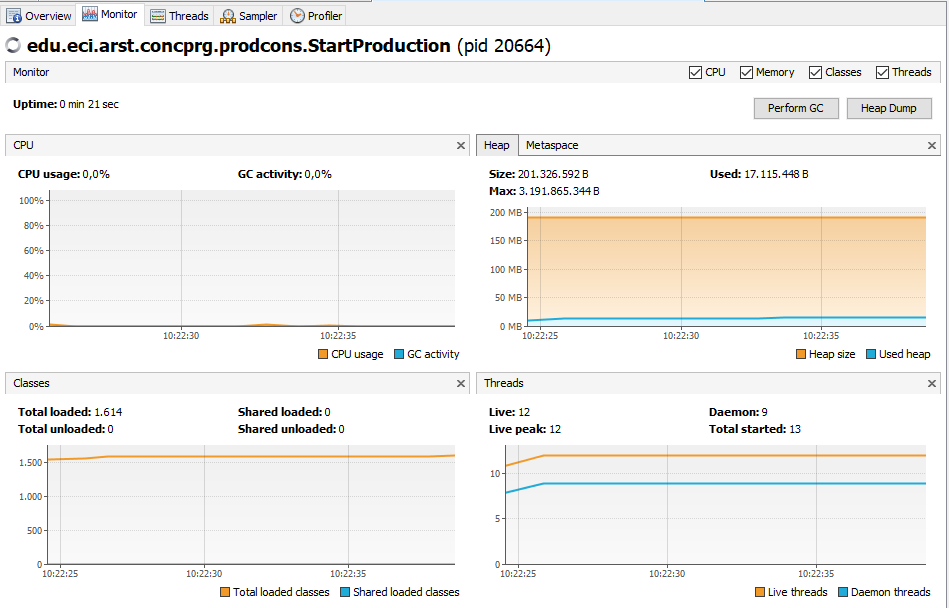 Overview Monitor Threads Sampler Profiler
edu.eci.arst.concprg.prodcons.StartProduction (pid 20664)
Monitor CPU Memory Classes Threads
Uptime: 0 min 21 sec
Perform GC Heap Dump
CPU
CPU usage: 0,0% GC activity: 0,0%
100%
80%
60%
40%
20%
0%
10:22:30 10:22:35
CPU usage GC activity
Heap Metaspace
Size: 201.326.592 B Used: 17.115.448 B
Max: 3.191.865.344 B
200 MB
150 MB
100 MB
50 MB
0 MB
10:22:25 10:22:30 10:22:35
Heap size Used heap
Classes
Total loaded: 1.614 Shared loaded: 0
Total unloaded: 0 Shared unloaded: 0
1.500
1.000
500
0
10:22:25 10:22:30 10:22:35
Total loaded classes Shared loaded classes
Threads
Live: 12 Daemon: 9
Live peak: 12 Total started: 13
10
5
0
10:22:25 10:22:30 10:22:35
Live threads Daemon threads